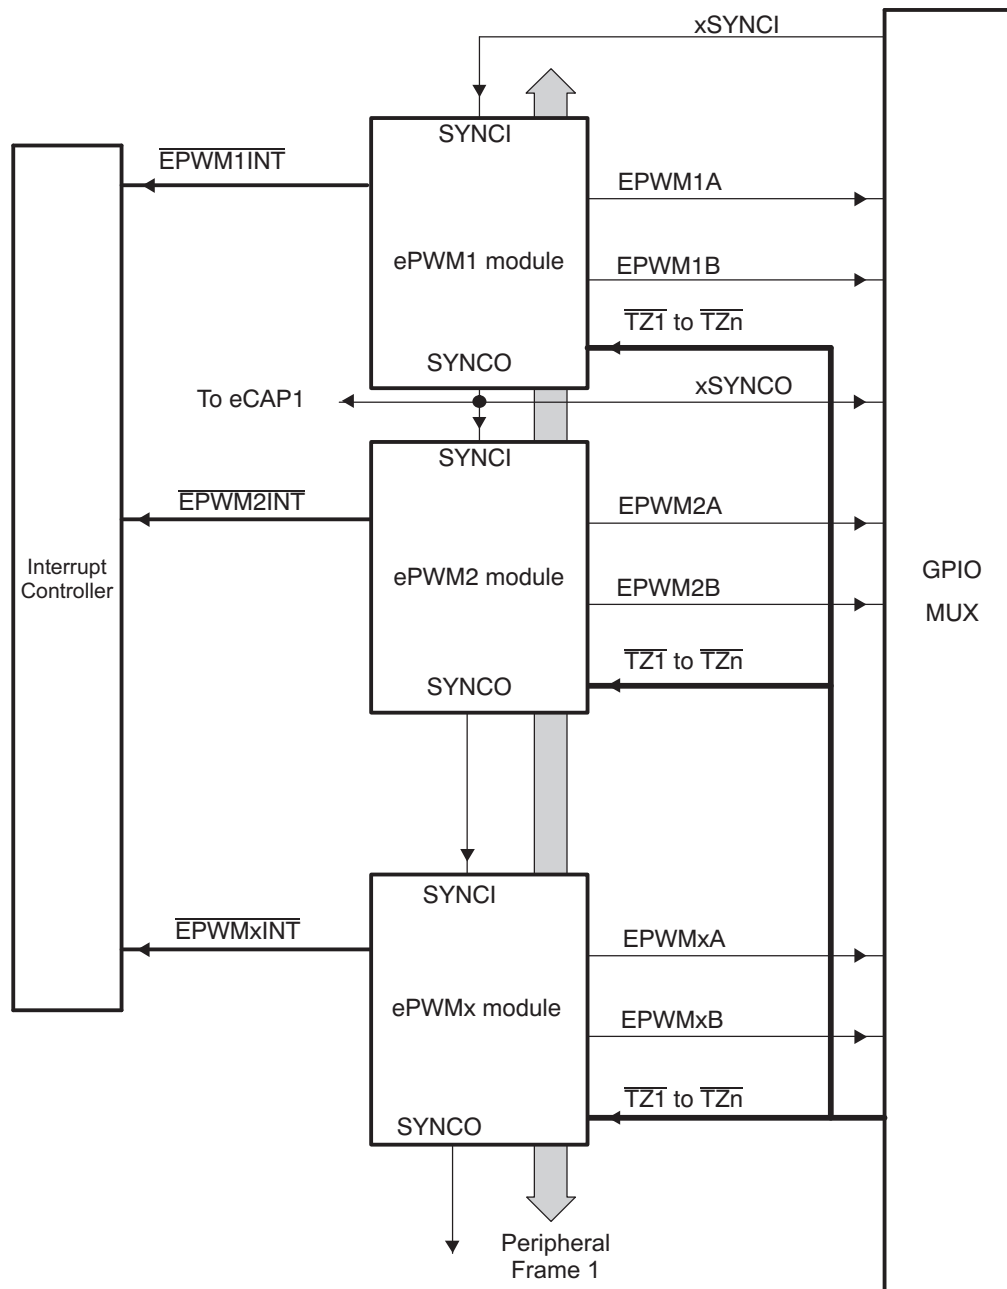 xSYNCI
SYNCI
EPWM1INT
EPWM1A
ePWM1 module
EPWM1B
TZ1 to TZn
SYNCO
To eCAP1
xSYNCO
SYNCI
EPWM2INT
EPWM2A
Interrupt
Controller
ePWM2 module
GPIO
MUX
EPWM2B
TZ1 to TZn
SYNCO
SYNCI
EPWMxINT
EPWMxA
ePWMx module
EPWMxB
TZ1 to TZn
SYNCO
Peripheral
Frame 1